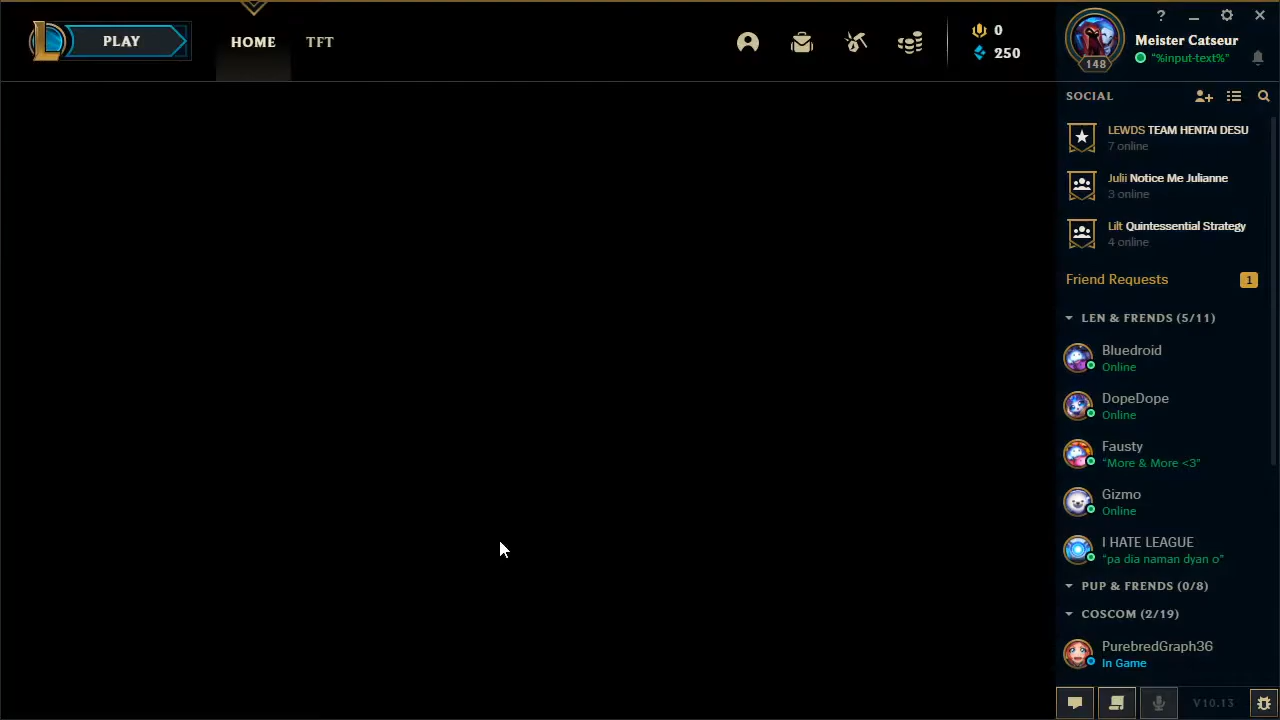 PLAY
HOME
TFT
0
250
?
Meister Catseur
"%input-text%"
148
SOCIAL
LEWDS TEAM HENTAI DESU
7 online
Julii Notice Me Julianne
3 online
Lilt Quintessential Strategy
4 online
Friend Requests
1
LEN & FRENDS (5/11)
Bluedroid
Online
DopeDope
Online
Fausty
"More & More <3"
Gizmo
Online
I HATE LEAGUE
"pa dia naman dyan o"
PUP & FRENDS (0/8)
COSCOM (2/19)
PurebredGraph36
In Game
V10.13